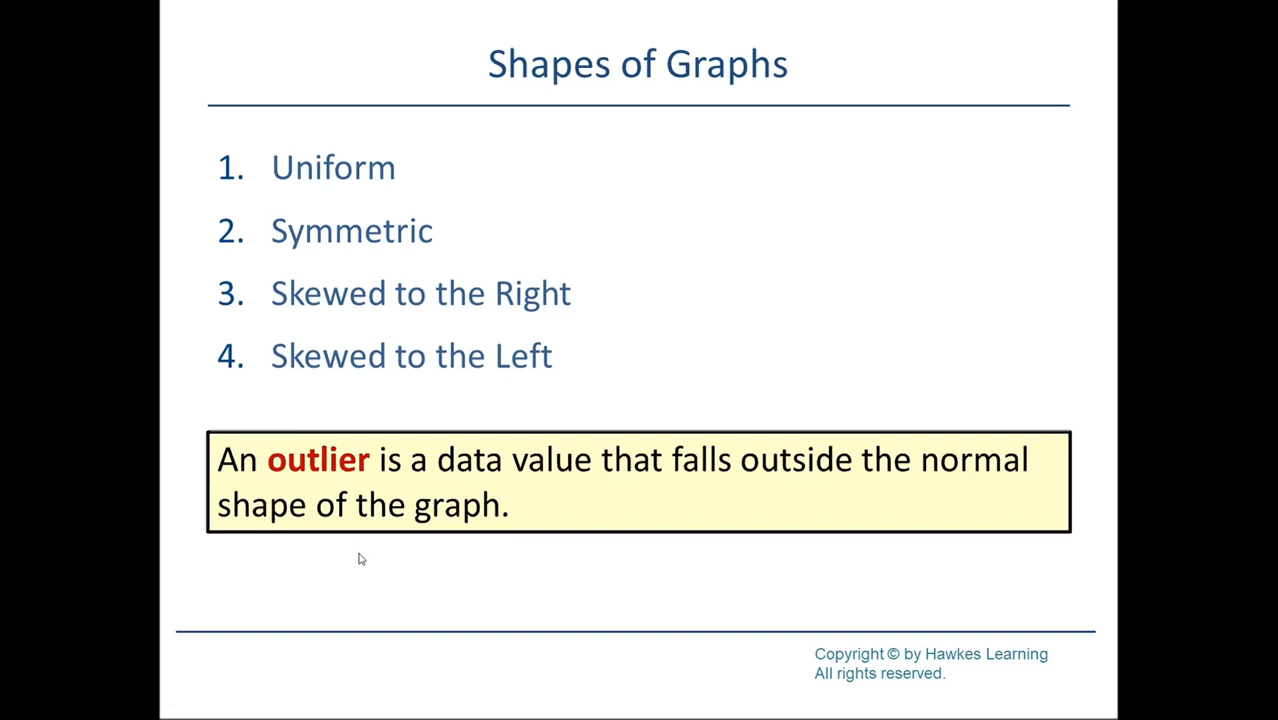 Shapes of Graphs
1. Uniform
2. Symmetric
3. Skewed to the Right
4. Skewed to the Left
An outlier is a data value that falls outside the normal
shape of the graph.
Copyright © by Hawkes Learning
All rights reserved.